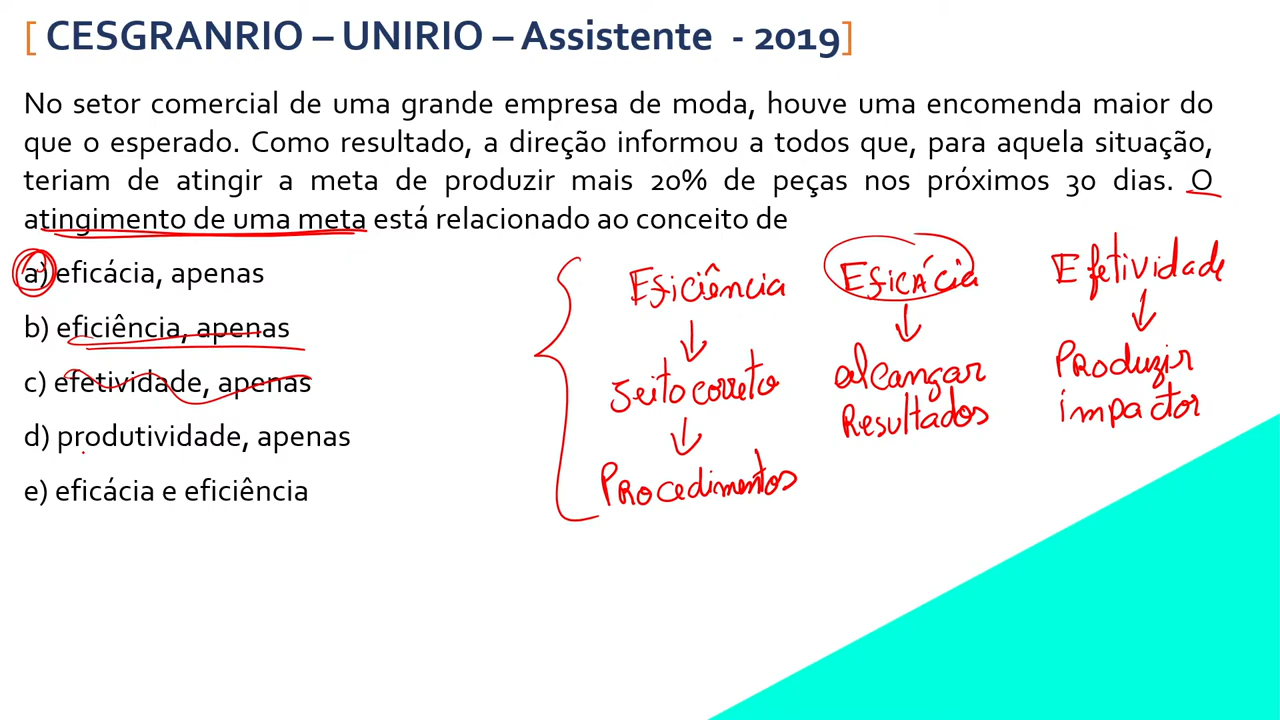 [ CESGRANRIO – UNIRIO – Assistente - 2019]
No setor comercial de uma grande empresa de moda, houve uma encomenda maior do
que o esperado. Como resultado, a direção informou a todos que, para aquela situação,
teriam de atingir a meta de produzir mais 20% de peças nos próximos 30 dias. O
atingimento de uma meta está relacionado ao conceito de
a) eficácia, apenas
b) eficiência, apenas
c) efetividade, apenas
d) produtividade, apenas
e) eficácia e eficiência
Eficiência
Jeito correto
Procedimentos
Eficácia
Alcançar
Resultados
Efetividade
Produzir
impactor